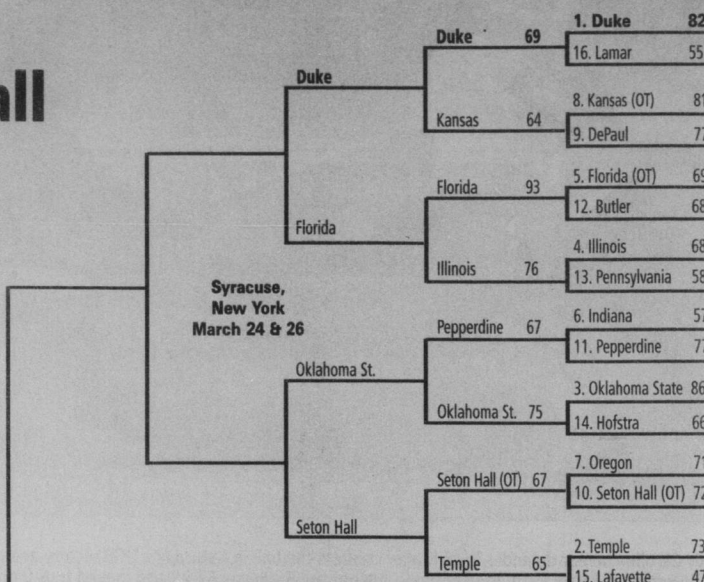 all
1. Duke 82
16. Lamar 55
8. Kansas (OT) 81
9. DePaul 77
5. Florida (OT) 69
12. Butler 68
4. Illinois 68
13. Pennsylvania 58
6. Indiana 57
11. Pepperdine 77
3. Oklahoma State 86
14. Hofstra 66
7. Oregon 71
10. Seton Hall (OT) 72
2. Temple 73
15. Lafayette 47
Duke 69
Kansas 64
Florida 93
Illinois 76
Pepperdine 67
Oklahoma St. 75
Seton Hall (OT) 67
Temple 65
Duke
Florida
Oklahoma St.
Seton Hall
Syracuse,
New York
March 24 & 26